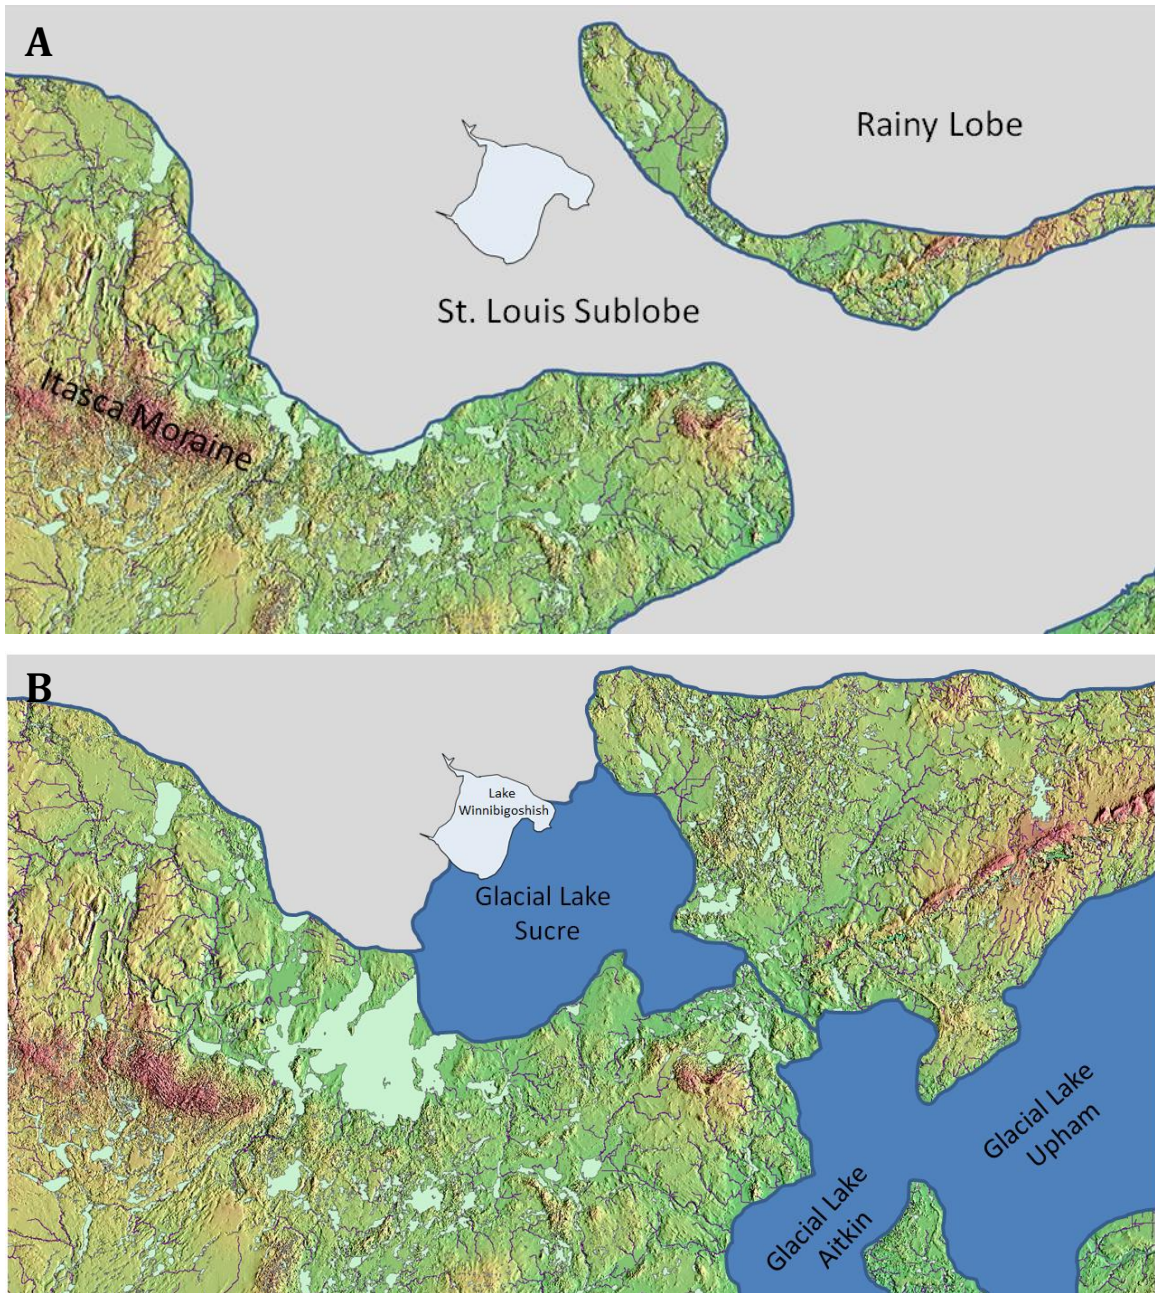 A
Rainy Lobe
St. Louis Sublobe
Itasca Moraine
B
Lake
Winnibigoshish
Glacial Lake
Sucre
Glacial Lake
Upham
Glacial Lake
Aitkin